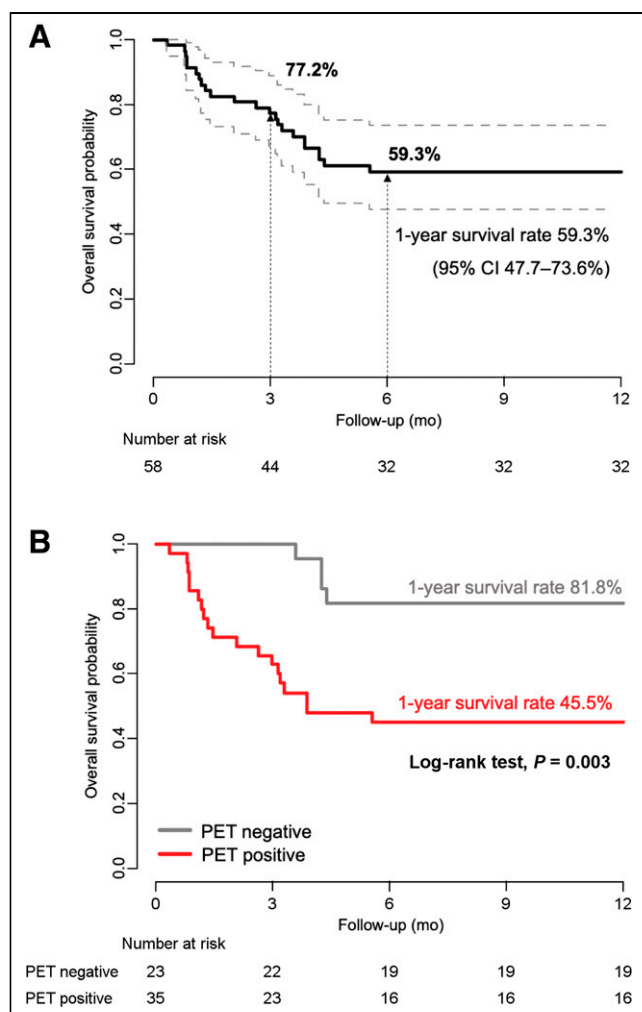 A
Overall survival probability
1.0
0.8
0.6
0.4
0.2
0.0
77.2%
59.3%
1-year survival rate 59.3%
(95% CI 47.7–73.6%)
0 3 6 9 12
Follow-up (mo)
Number at risk
58 44 32 32 32
B
Overall survival probability
1.0
0.8
0.6
0.4
0.2
0.0
1-year survival rate 81.8%
1-year survival rate 45.5%
Log-rank test, P = 0.003
PET negative
PET positive
0 3 6 9 12
Follow-up (mo)
Number at risk
PET negative 23 22 19 19 19
PET positive 35 23 16 16 16